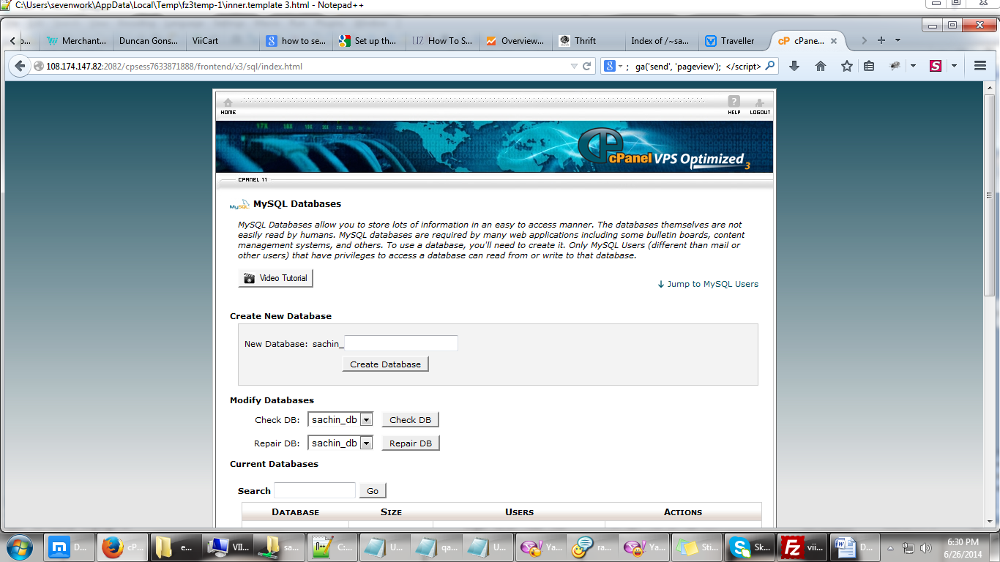 C:\Users\sevenwork\AppData\Local\Temp\fz3temp-1\inner.template 3.html - Notepad++
Merchant... Duncan Gons... ViiCart how to se... Set up th... How To S... Overview... Thrift Index of /~sa... Traveller cPane...
108.174.147.82:2082/cpsess7633871888/frontend/x3/sql/index.html ; ga('send', 'pageview'); </script>
HOME HELP LOGOUT
cPanel VPS Optimized 3
CPANEL 11
MySQL MySQL Databases
MySQL Databases allow you to store lots of information in an easy to access manner. The databases themselves are not
easily read by humans. MySQL databases are required by many web applications including some bulletin boards, content
management systems, and others. To use a database, you'll need to create it. Only MySQL Users (different than mail or
other users) that have privileges to access a database can read from or write to that database.
Video Tutorial
Jump to MySQL Users
Create New Database
New Database: sachin_
Create Database
Modify Databases
Check DB: sachin_db Check DB
Repair DB: sachin_db Repair DB
Current Databases
Search Go
DATABASE SIZE USERS ACTIONS
D... cP... e... VII... sa... C:... U... qa... U... Ya... ra... Ya... Sti... Sk... vii... D... 6:30 PM
6/26/2014